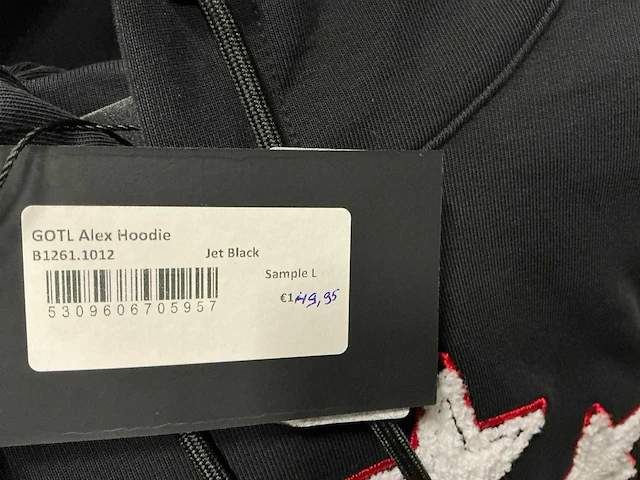 GOTL Alex Hoodie
B1261.1012 Jet Black
Sample L
5309606705957
€149,95